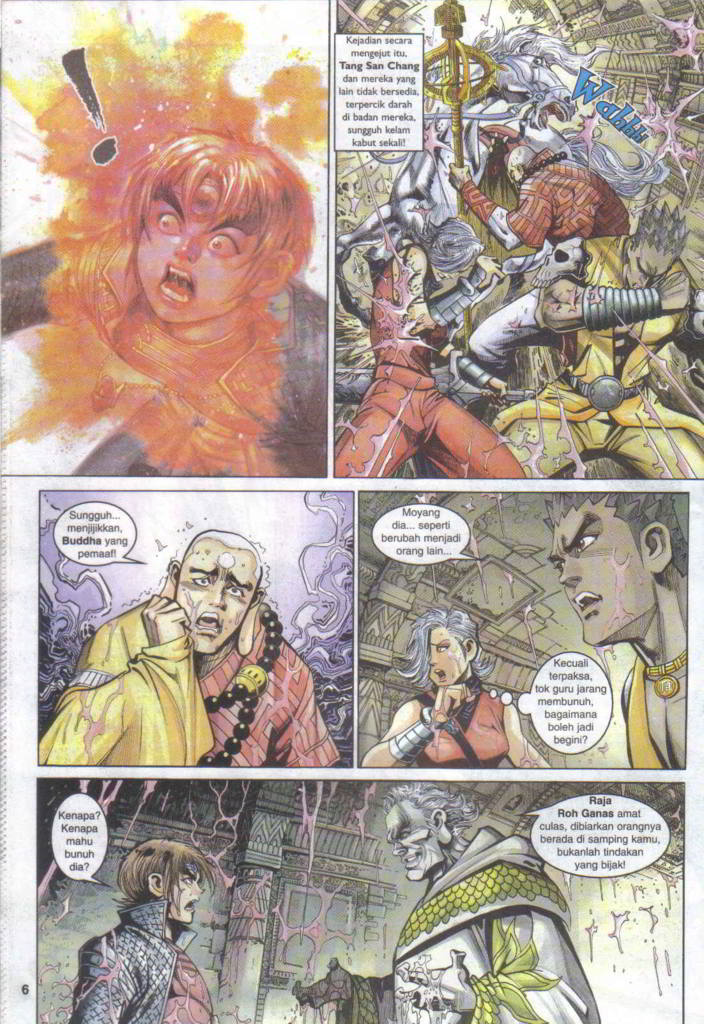 Kejadian secara
mengejut itu,
Tang San Chang
dan mereka yang
lain tidak bersedia,
terpercik darah
di badan mereka,
sungguh kelam
kabut sekali!
Wahhh
Sungguh...
menjijikkan,
Buddha yang
pemaaf!
Moyang
dia... seperti
berubah menjadi
orang lain...
Kecuali
terpaksa,
tok guru jarang
membunuh,
bagaimana
boleh jadi
begini?
Kenapa?
Kenapa
mahu
bunuh
dia?
Raja
Roh Ganas amat
culas, dibiarkan orangnya
berada di samping kamu,
bukanlah tindakan
yang bijak!
6